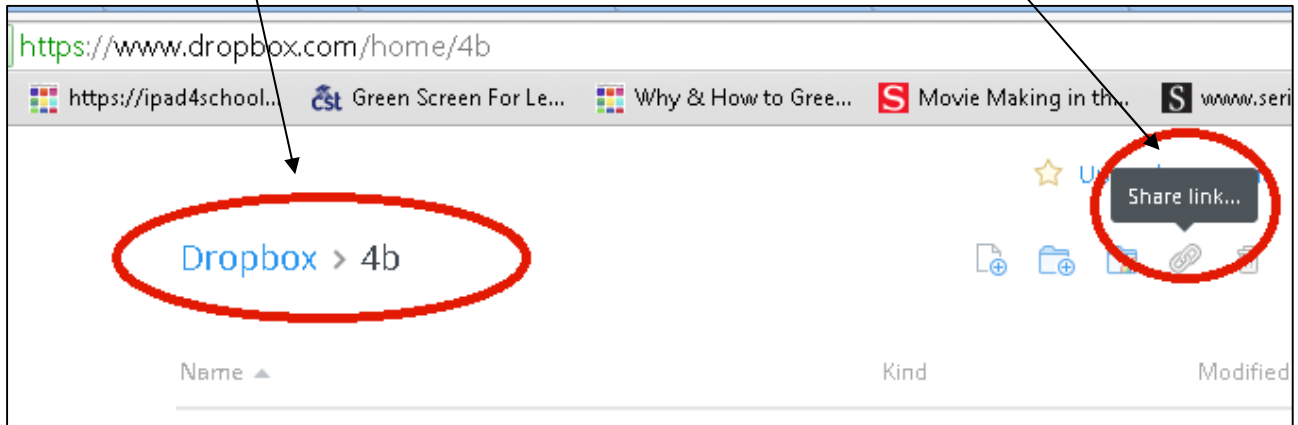 https://www.dropbox.com/home/4b
https://ipad4school... čst Green Screen For Le... Why & How to Gree... S Movie Making in th... S www.seri
Share link...
Dropbox > 4b
Name Kind Modified